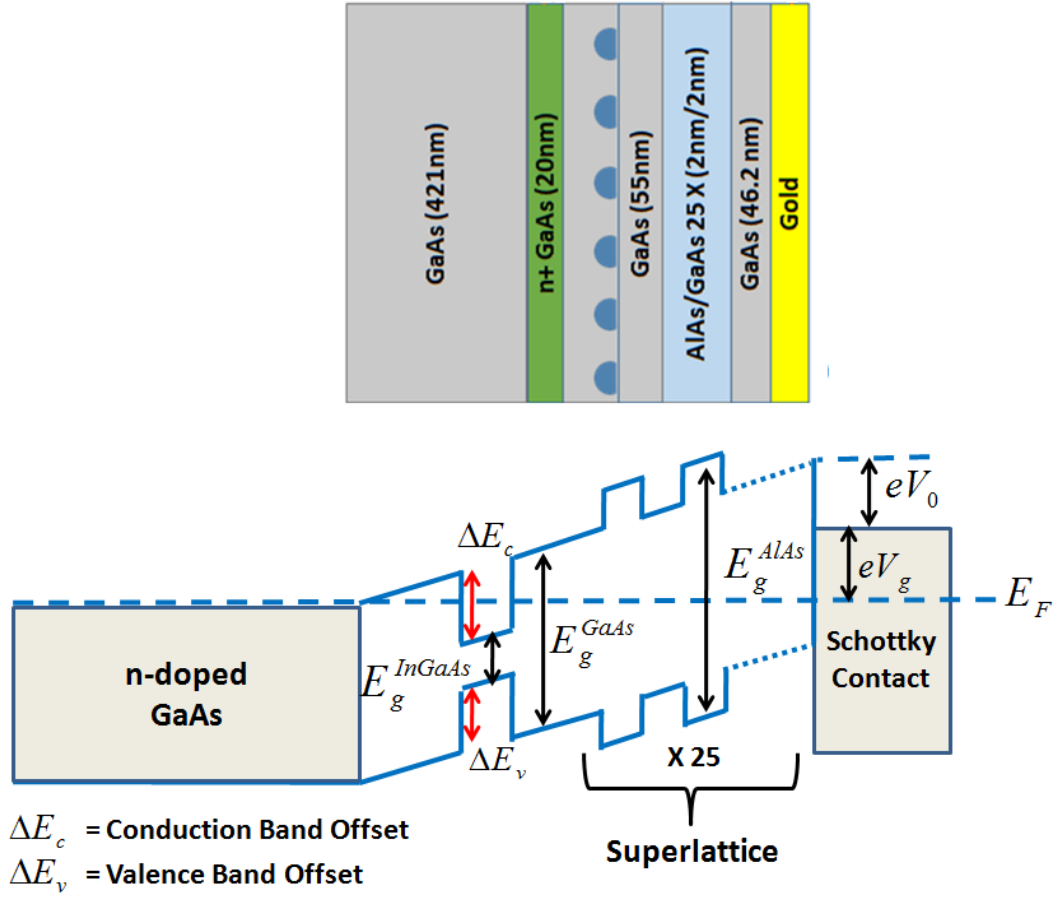 GaAs (421nm)
n+ GaAs (20nm)
GaAs (55nm)
AlAs/GaAs 25 X (2nm/2nm)
GaAs (46.2 nm)
Gold
n-doped
GaAs
ΔE_c
E_g^{InGaAs}
ΔE_v
E_g^{GaAs}
E_g^{AlAs}
eV_0
eV_g
E_F
Schottky
Contact
X 25
Superlattice
ΔE_c = Conduction Band Offset
ΔE_v = Valence Band Offset